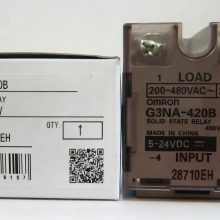 0B
AY
V
EH
QTY.
1
1 LOAD
200-480VAC
OMRON
G3NA-420B
SOLID STATE RELAY
MADE IN CHINA
5-24VDC
-4 INPUT
28710EH